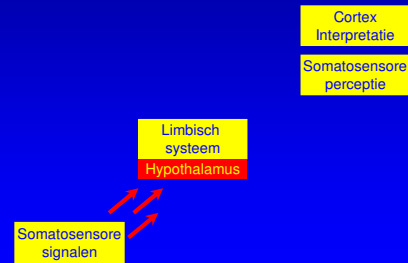 Cortex
Interpretatie
Somatosensore
perceptie
Limbisch
systeem
Hypothalamus
Somatosensore
signalen